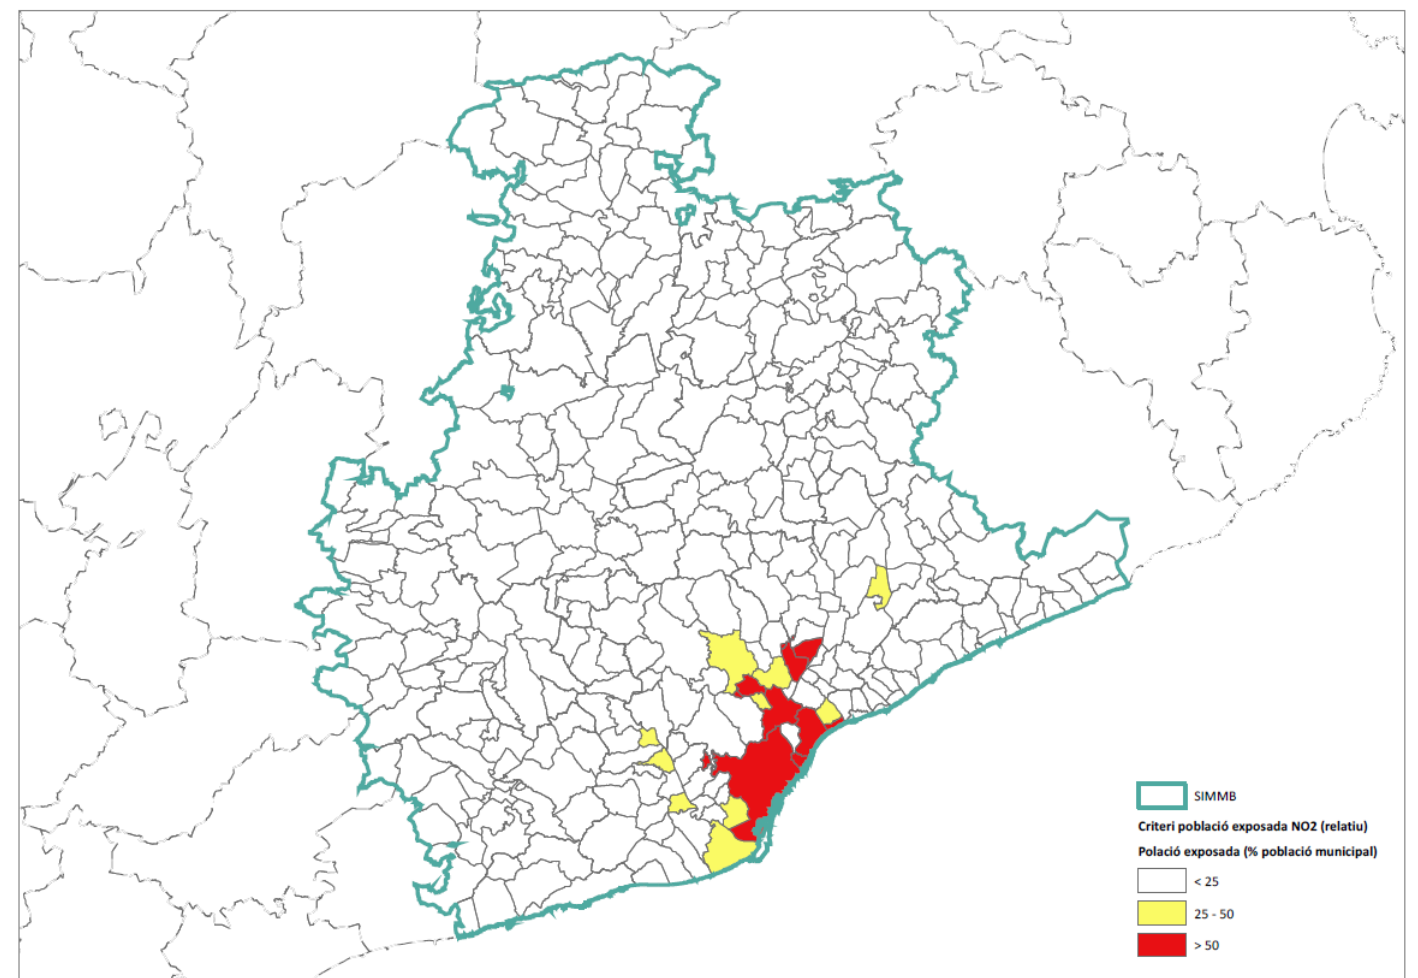 SIMMB
Criteri població exposada NO2 (relatiu)
Polació exposada (% població municipal)
< 25
25 - 50
> 50